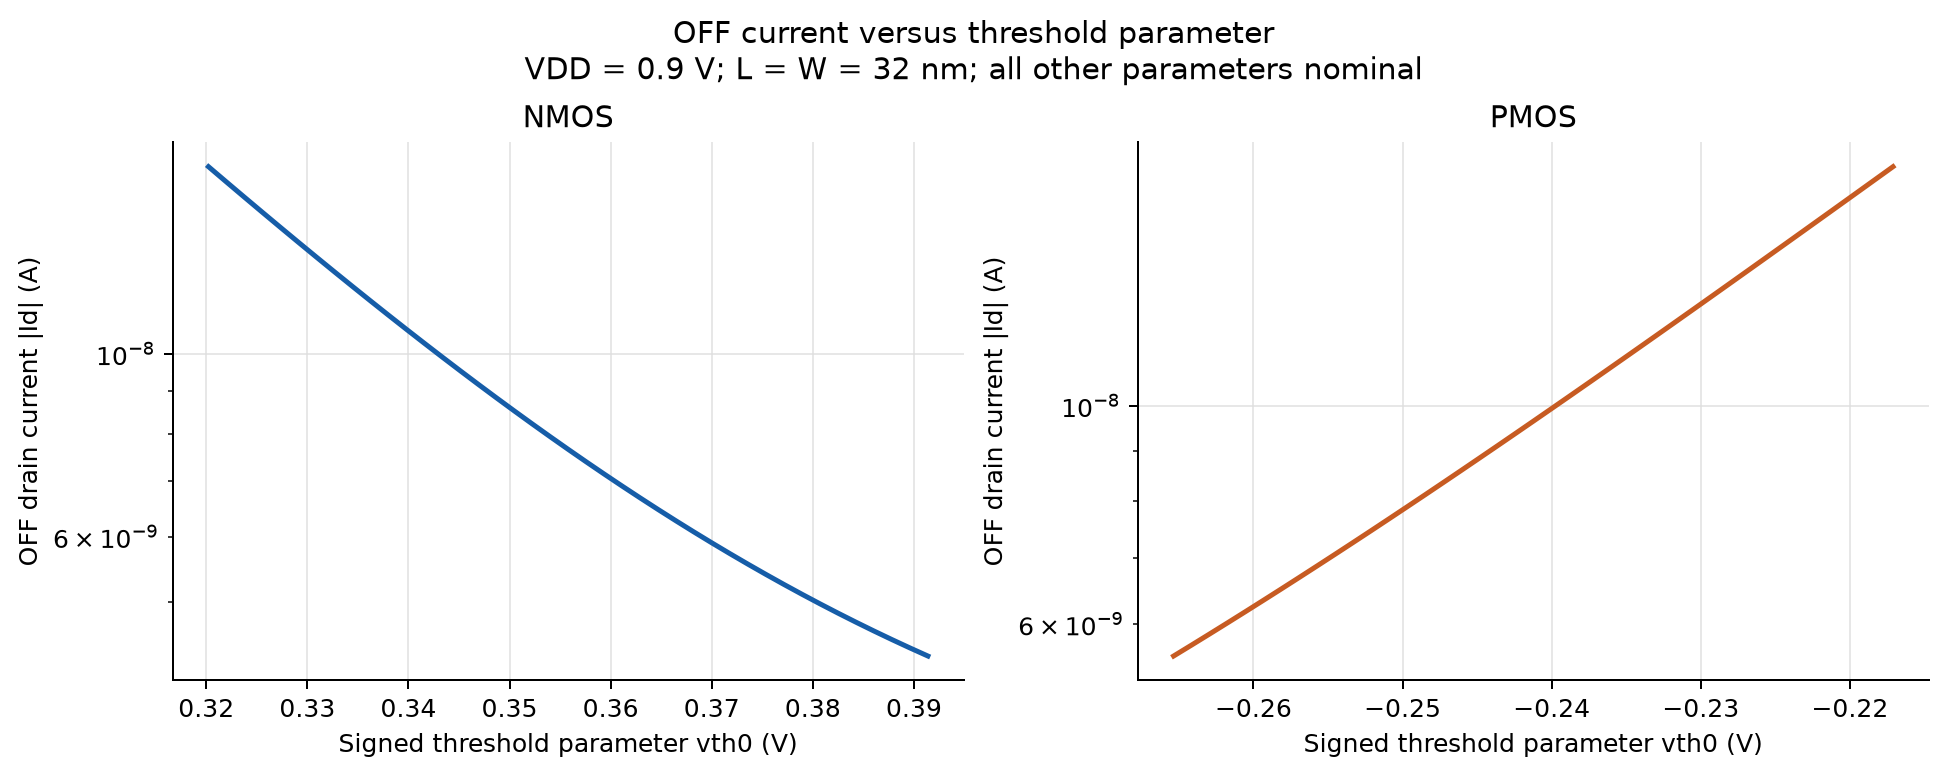 OFF current versus threshold parameter
VDD = 0.9 V; L = W = 32 nm; all other parameters nominal
NMOS
OFF drain current |Id| (A)
10⁻⁸
6 × 10⁻⁹
0.32 0.33 0.34 0.35 0.36 0.37 0.38 0.39
Signed threshold parameter vth0 (V)
PMOS
OFF drain current |Id| (A)
10⁻⁸
6 × 10⁻⁹
−0.26 −0.25 −0.24 −0.23 −0.22
Signed threshold parameter vth0 (V)